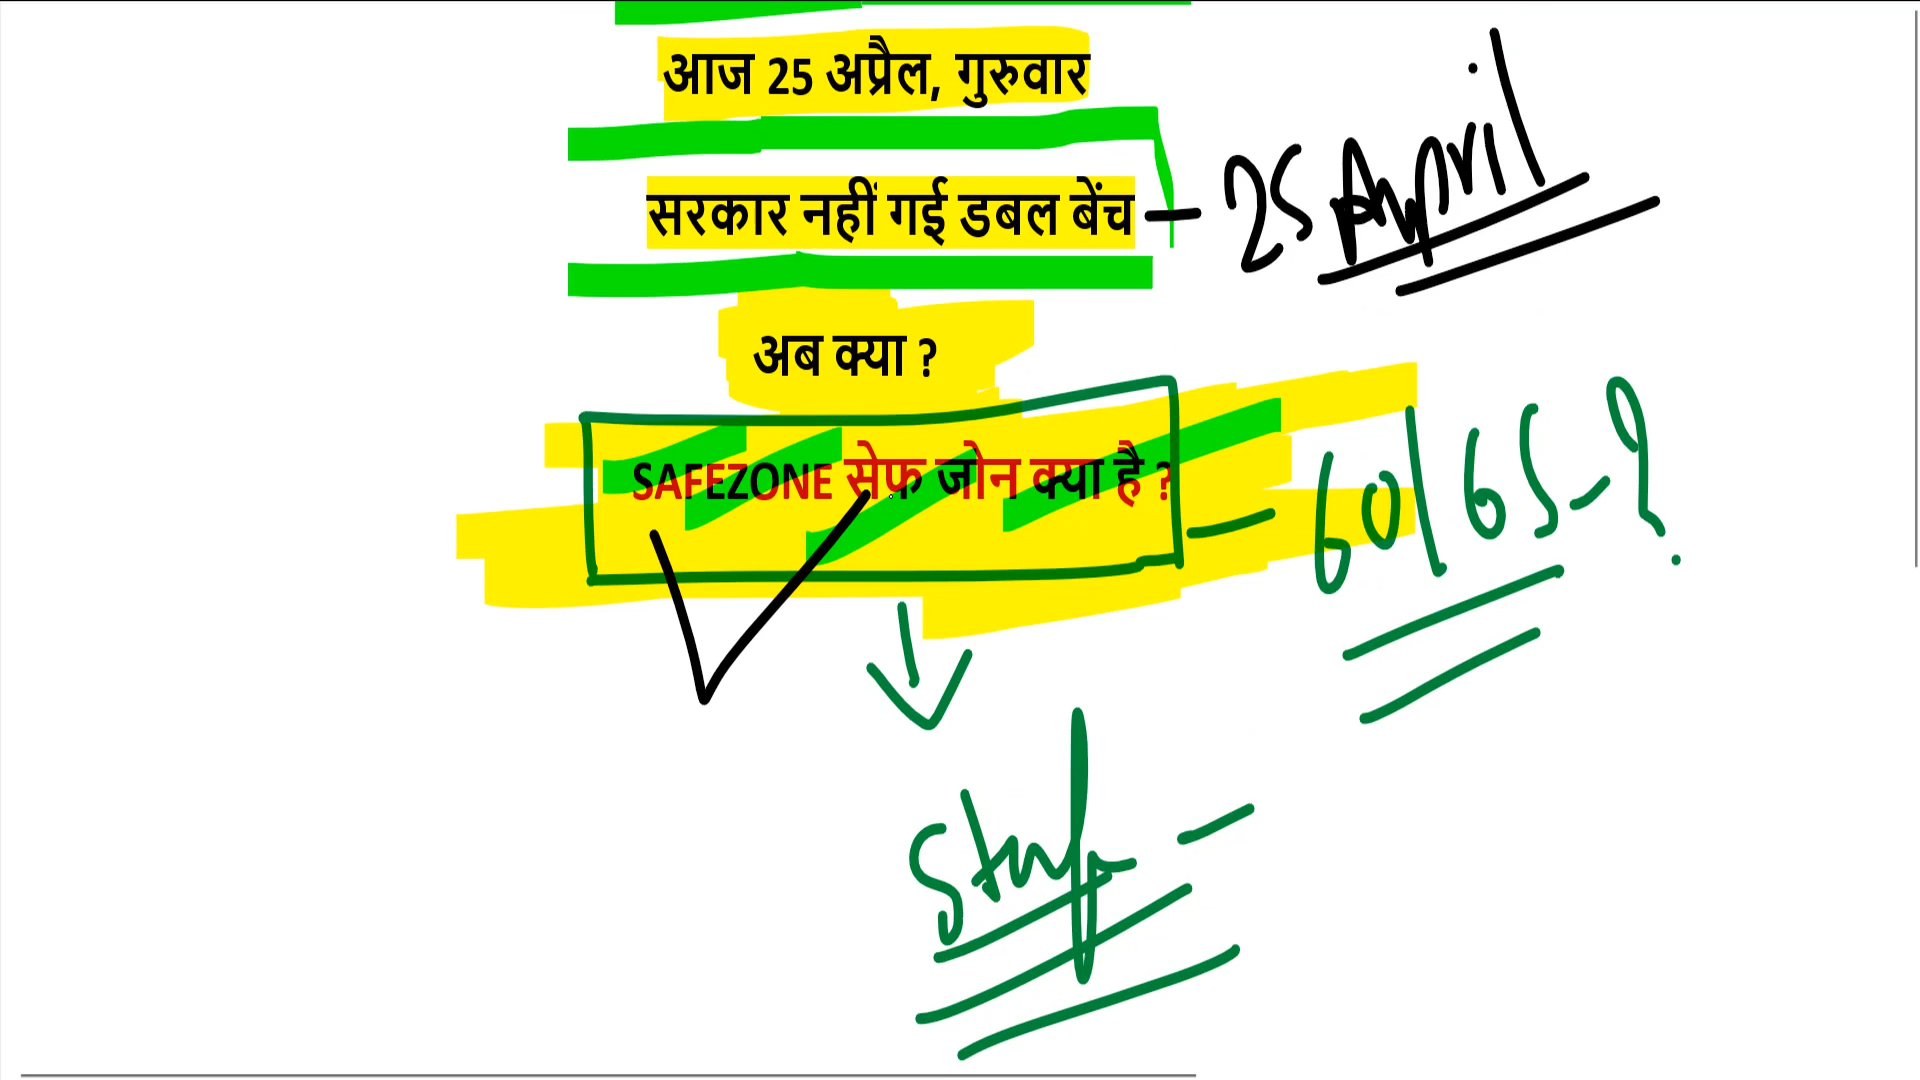 आज 25 अप्रैल, गुरुवार
सरकार नहीं गई डबल बेंच - 25 April
अब क्या ?
SAFEZONE सेफ जोन क्या है ? - 60/65-?